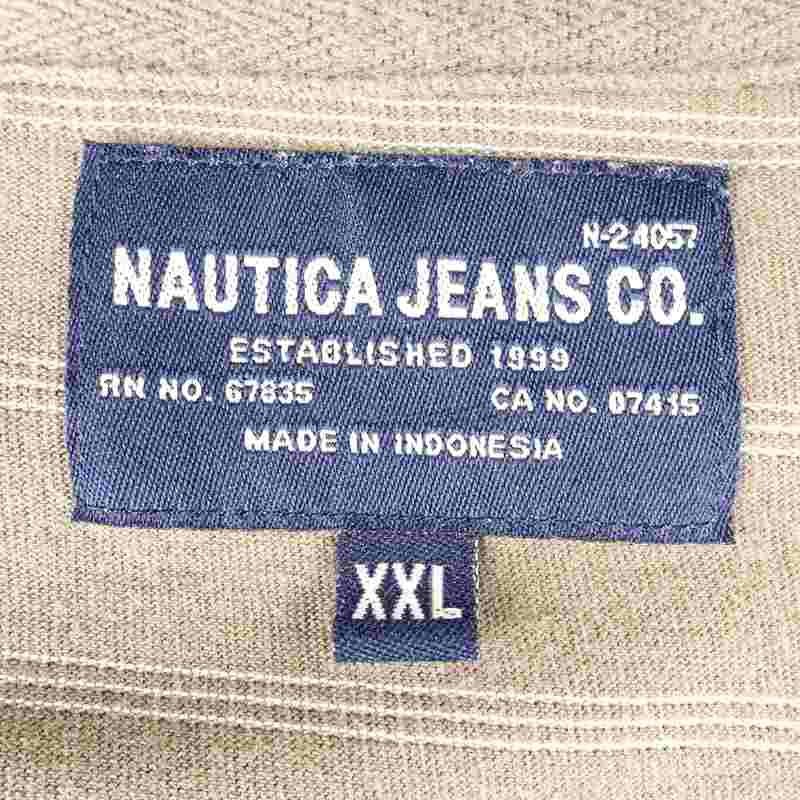 N-24057
NAUTICA JEANS CO.
ESTABLISHED 1999
RN NO. 67835 CA NO. 07415
MADE IN INDONESIA
XXL